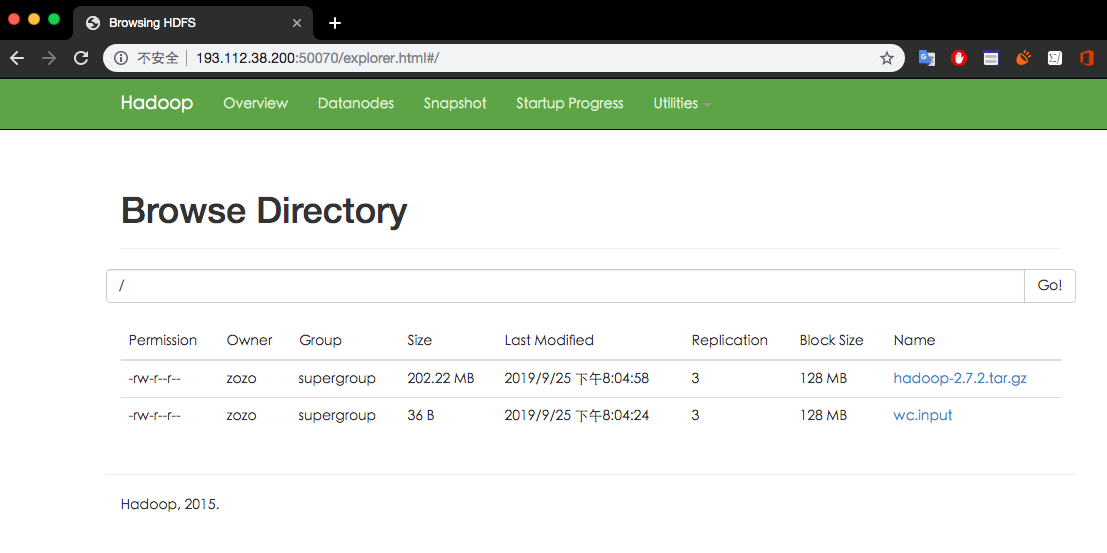 Browsing HDFS
不安全 193.112.38.200:50070/explorer.html#/
Hadoop Overview Datanodes Snapshot Startup Progress Utilities
Browse Directory
/ Go!
Permission Owner Group Size Last Modified Replication Block Size Name
-rw-r--r-- zozo supergroup 202.22 MB 2019/9/25 下午8:04:58 3 128 MB hadoop-2.7.2.tar.gz
-rw-r--r-- zozo supergroup 36 B 2019/9/25 下午8:04:24 3 128 MB wc.input
Hadoop, 2015.